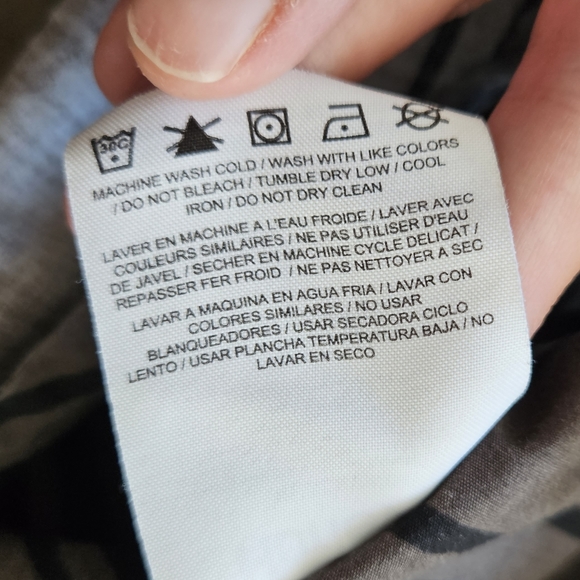 30C
MACHINE WASH COLD / WASH WITH LIKE COLORS
/ DO NOT BLEACH / TUMBLE DRY LOW / COOL
IRON / DO NOT DRY CLEAN
LAVER EN MACHINE A L'EAU FROIDE / LAVER AVEC
COULEURS SIMILAIRES / NE PAS UTILISER D'EAU
DE JAVEL / SECHER EN MACHINE CYCLE DELICAT /
REPASSER FER FROID / NE PAS NETTOYER A SEC
LAVAR A MAQUINA EN AGUA FRIA / LAVAR CON
COLORES SIMILARES / NO USAR
BLANQUEADORES / USAR SECADORA CICLO
LENTO / USAR PLANCHA TEMPERATURA BAJA / NO
LAVAR EN SECO